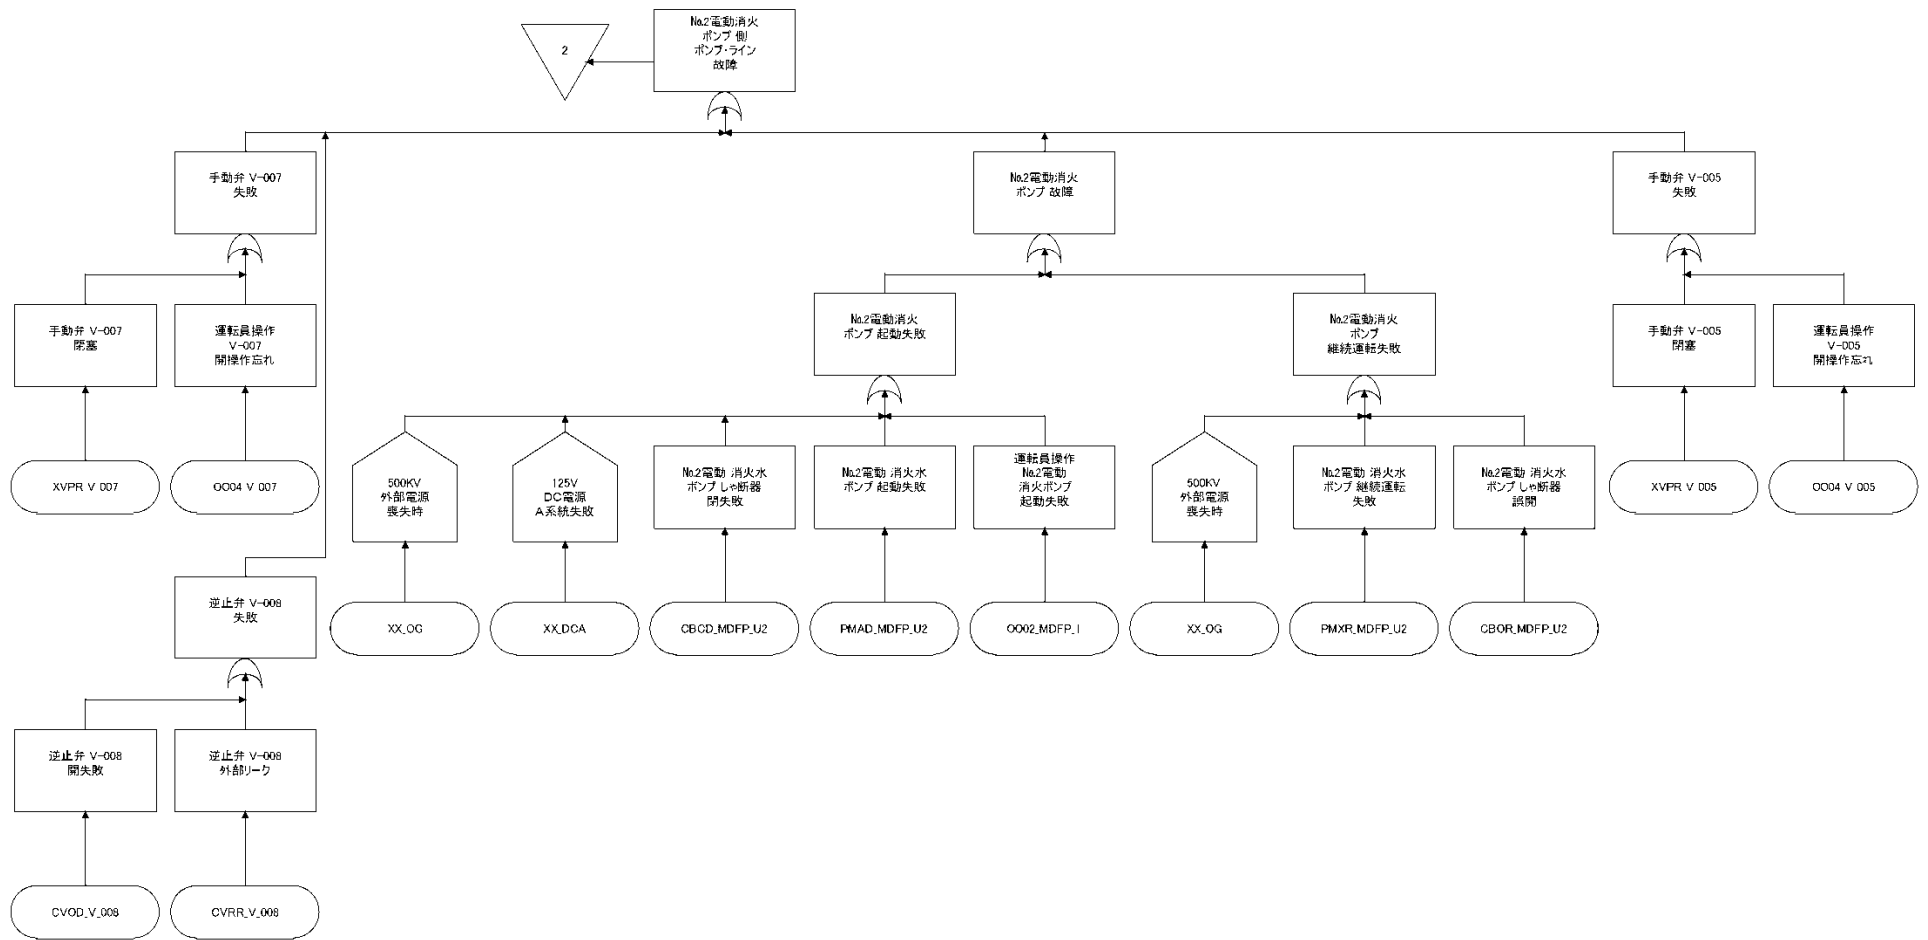 No.2電動消火
ポンプ 側
ポンプ・ライン
故障
2
手動弁 V-007
失敗
No.2電動消火
ポンプ 故障
手動弁 V-005
失敗
手動弁 V-007
閉塞
運転員操作
V-007
開操作忘れ
No.2電動消火
ポンプ 起動失敗
No.2電動消火
ポンプ
継続運転失敗
手動弁 V-005
閉塞
運転員操作
V-005
開操作忘れ
XVPR V 007
OO04 V 007
500KV
外部電源
喪失時
125V
DC電源
A系統失敗
No.2電動 消火水
ポンプ しゃ断器
閉失敗
No.2電動 消火水
ポンプ 起動失敗
運転員操作
No.2電動
消火ポンプ
起動失敗
500KV
外部電源
喪失時
No.2電動 消火水
ポンプ 継続運転
失敗
No.2電動 消火水
ポンプ しゃ断器
誤開
XVPR V 005
OO04 V 005
逆止弁 V-008
失敗
XX_OG
XX_DCA
CBCD_MDFP_U2
PMAD_MDFP_U2
OO02_MDFP_I
XX_OG
PMXR_MDFP_U2
CBOR_MDFP_U2
逆止弁 V-008
開失敗
逆止弁 V-008
外部リーク
CVOD_V_008
CVRR_V_008